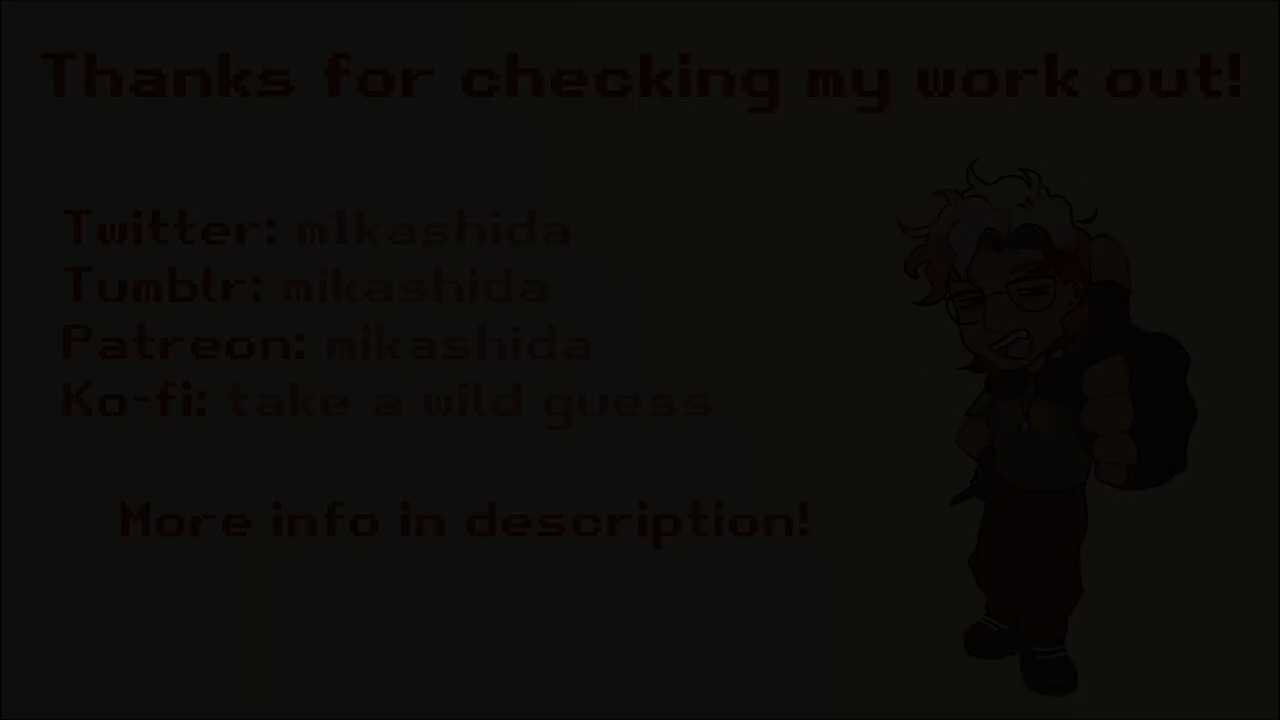 Thanks for checking my work out!
Twitter: m1kashida
Tumblr: mikashida
Patreon: mikashida
Ko-fi: take a wild guess
More info in description!